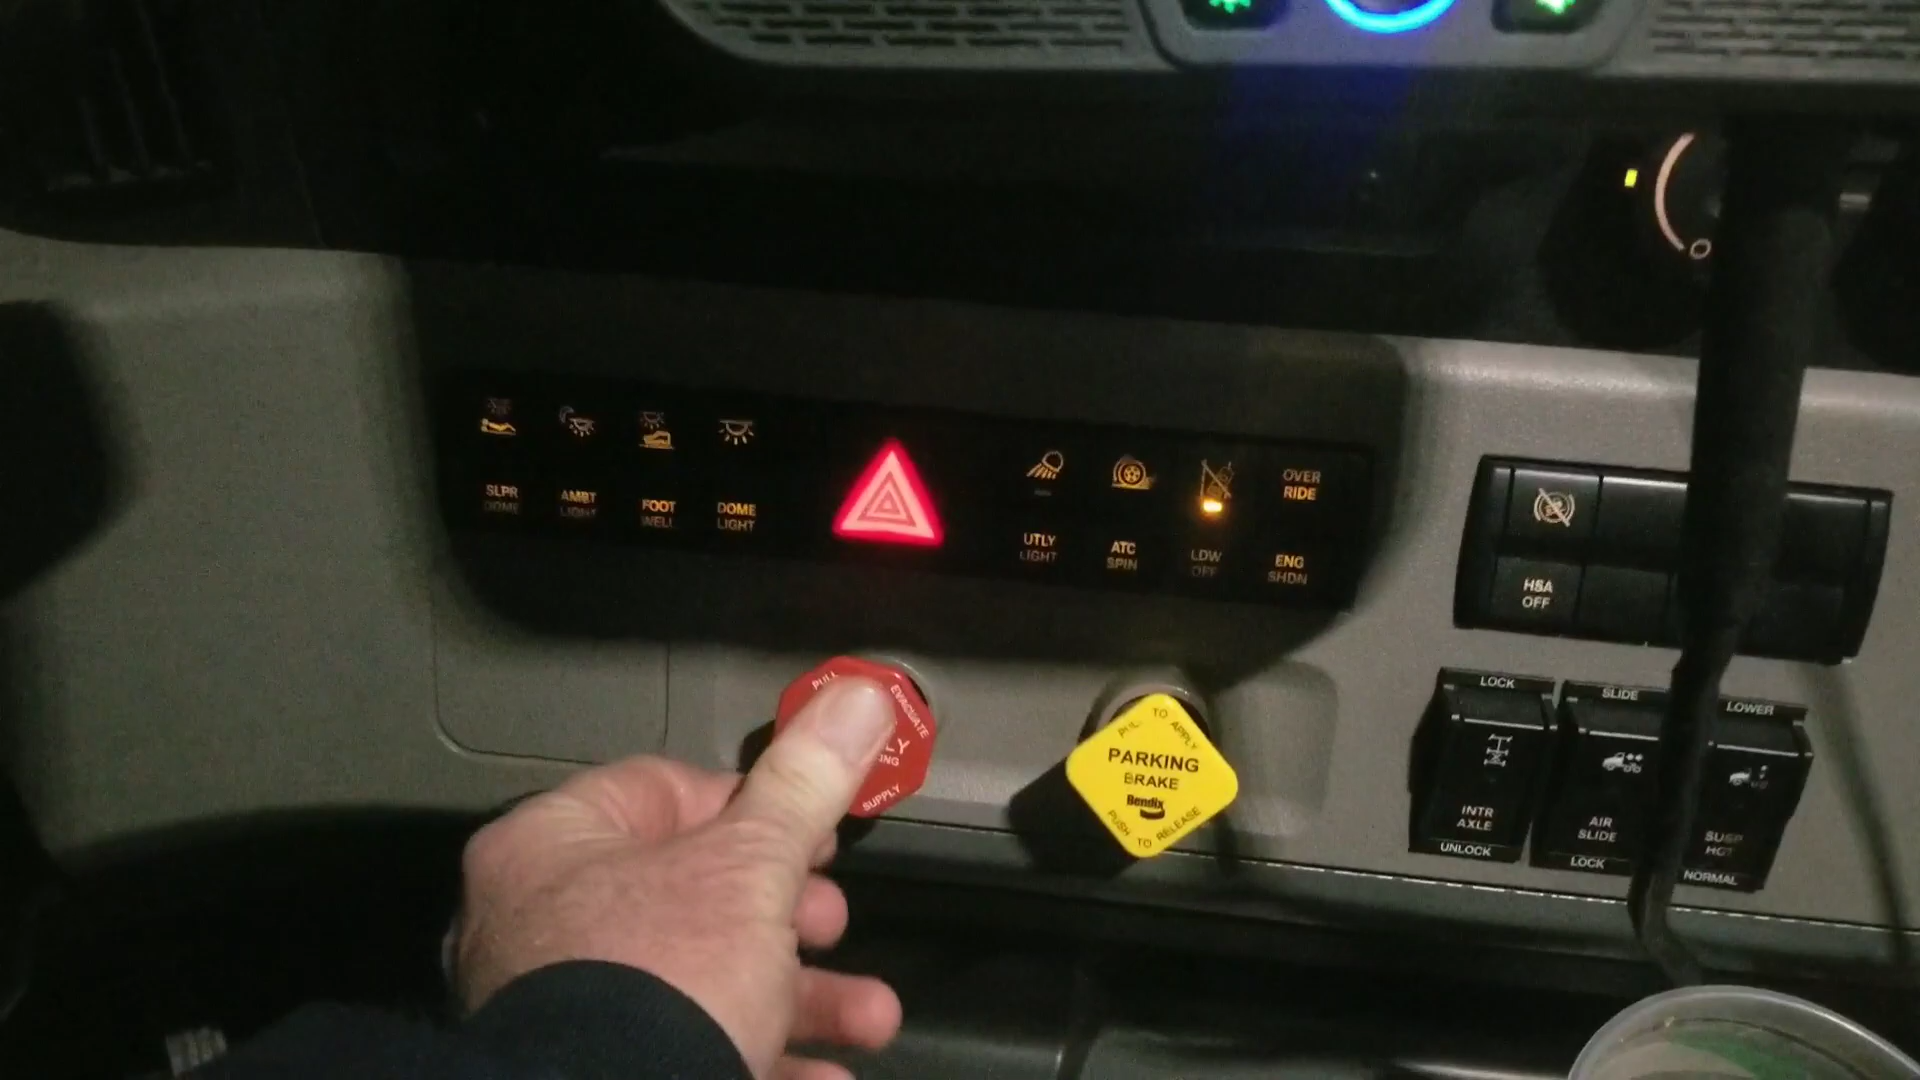 SLPR
DOME
AMBT
LIGHT
FOOT
WELL
DOME
LIGHT
UTLY
LIGHT
ATC
SPIN
LDW
OFF
OVER
RIDE
ENG
SHDN
HSA
OFF
PULL
EVACUATE
SUPPLY
PULL TO APPLY
PARKING
BRAKE
Bendix
PUSH TO RELEASE
LOCK
INTR
AXLE
UNLOCK
SLIDE
AIR
SLIDE
LOCK
LOWER
SUSP
HGT
NORMAL